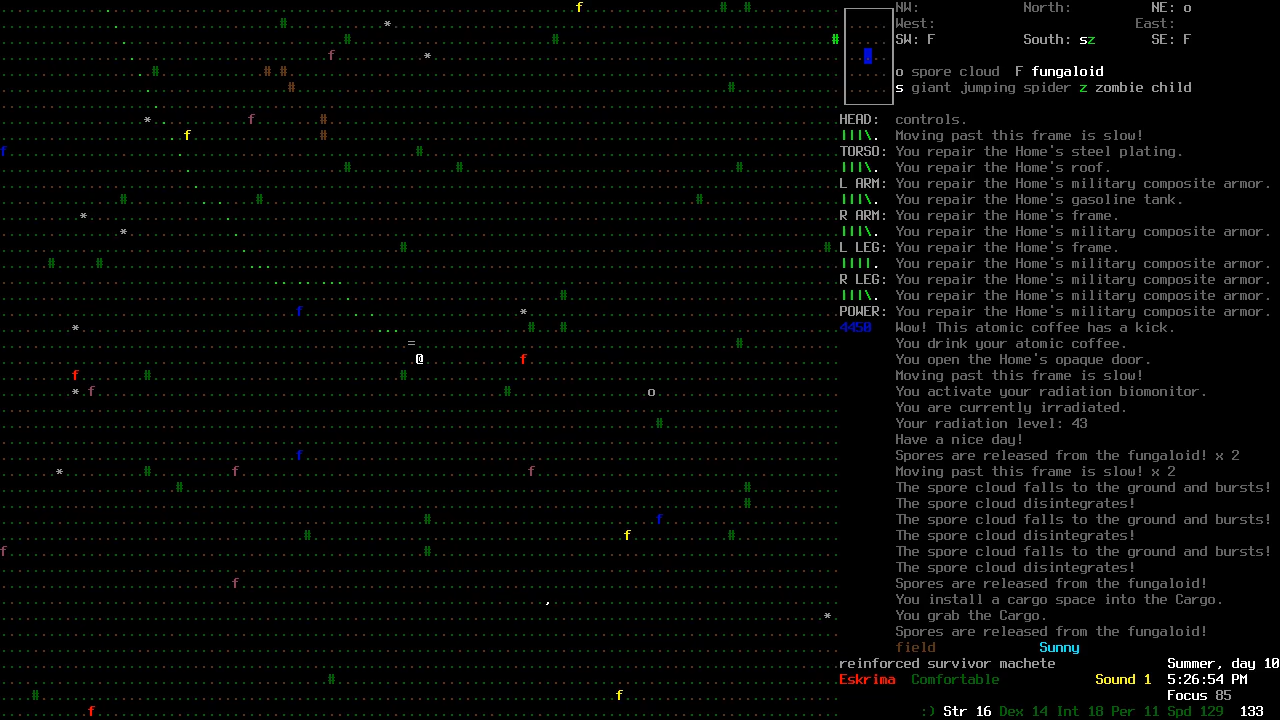 NW: North: NE: o
West: East:
SW: F South: sz SE: F
o spore cloud F fungaloid
s giant jumping spider z zombie child
HEAD: controls.
|||\. Moving past this frame is slow!
TORSO: You repair the Home's steel plating.
|||\. You repair the Home's roof.
L ARM: You repair the Home's military composite armor.
|||\. You repair the Home's gasoline tank.
R ARM: You repair the Home's frame.
|||\. You repair the Home's military composite armor.
L LEG: You repair the Home's frame.
||||. You repair the Home's military composite armor.
R LEG: You repair the Home's military composite armor.
|||\. You repair the Home's military composite armor.
POWER: You repair the Home's military composite armor.
4450 Wow! This atomic coffee has a kick.
You drink your atomic coffee.
You open the Home's opaque door.
Moving past this frame is slow!
You activate your radiation biomonitor.
You are currently irradiated.
Your radiation level: 43
Have a nice day!
Spores are released from the fungaloid! x 2
Moving past this frame is slow! x 2
The spore cloud falls to the ground and bursts!
The spore cloud disintegrates!
The spore cloud falls to the ground and bursts!
The spore cloud disintegrates!
The spore cloud falls to the ground and bursts!
The spore cloud disintegrates!
Spores are released from the fungaloid!
You install a cargo space into the Cargo.
You grab the Cargo.
Spores are released from the fungaloid!
field Sunny
reinforced survivor machete Summer, day 10
Eskrima Comfortable Sound 1 5:26:54 PM
Focus 85
:) Str 16 Dex 14 Int 18 Per 11 Spd 129 133